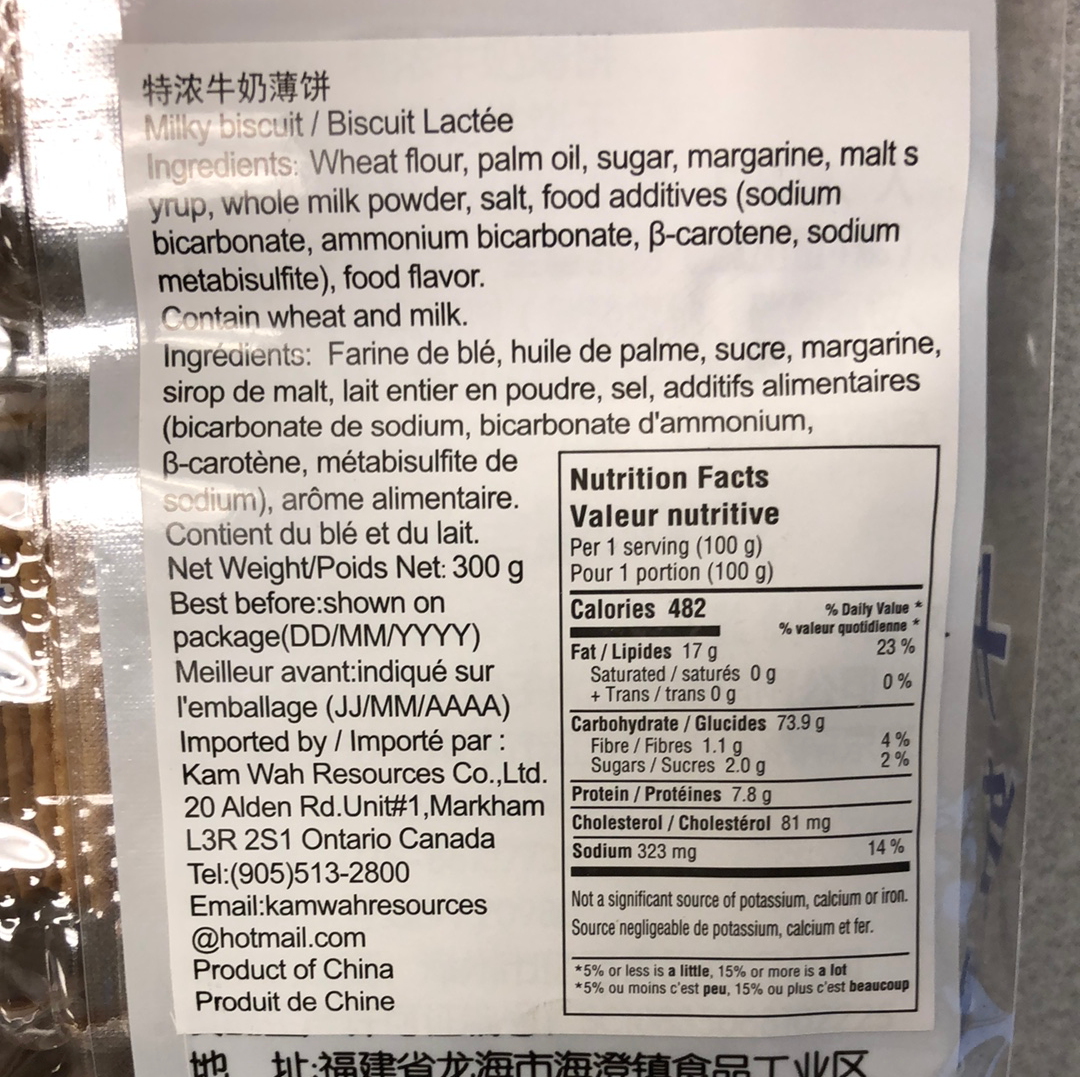 特浓牛奶薄饼
Milky biscuit / Biscuit Lactée
Ingredients: Wheat flour, palm oil, sugar, margarine, malt s
yrup, whole milk powder, salt, food additives (sodium
bicarbonate, ammonium bicarbonate, β-carotene, sodium
metabisulfite), food flavor.
Contain wheat and milk.
Ingrédients: Farine de blé, huile de palme, sucre, margarine,
sirop de malt, lait entier en poudre, sel, additifs alimentaires
(bicarbonate de sodium, bicarbonate d'ammonium,
β-carotène, métabisulfite de
sodium), arôme alimentaire.
Contient du blé et du lait.
Net Weight/Poids Net: 300 g
Best before:shown on
package(DD/MM/YYYY)
Meilleur avant:indiqué sur
l'emballage (JJ/MM/AAAA)
Imported by / Importé par :
Kam Wah Resources Co.,Ltd.
20 Alden Rd.Unit#1,Markham
L3R 2S1 Ontario Canada
Tel:(905)513-2800
Email:kamwahresources
@hotmail.com
Product of China
Produit de Chine
Nutrition Facts
Valeur nutritive
Per 1 serving (100 g)
Pour 1 portion (100 g)
Calories 482
% Daily Value *
% valeur quotidienne *
Fat / Lipides 17 g 23 %
Saturated / saturés 0 g
+ Trans / trans 0 g 0 %
Carbohydrate / Glucides 73.9 g
Fibre / Fibres 1.1 g 4 %
Sugars / Sucres 2.0 g 2 %
Protein / Protéines 7.8 g
Cholesterol / Cholestérol 81 mg
Sodium 323 mg 14 %
Not a significant source of potassium, calcium or iron.
Source negligeable de potassium, calcium et fer.
*5% or less is a little, 15% or more is a lot
*5% ou moins c'est peu, 15% ou plus c'est beaucoup
地 址:福建省龙海市海澄镇食品工业区